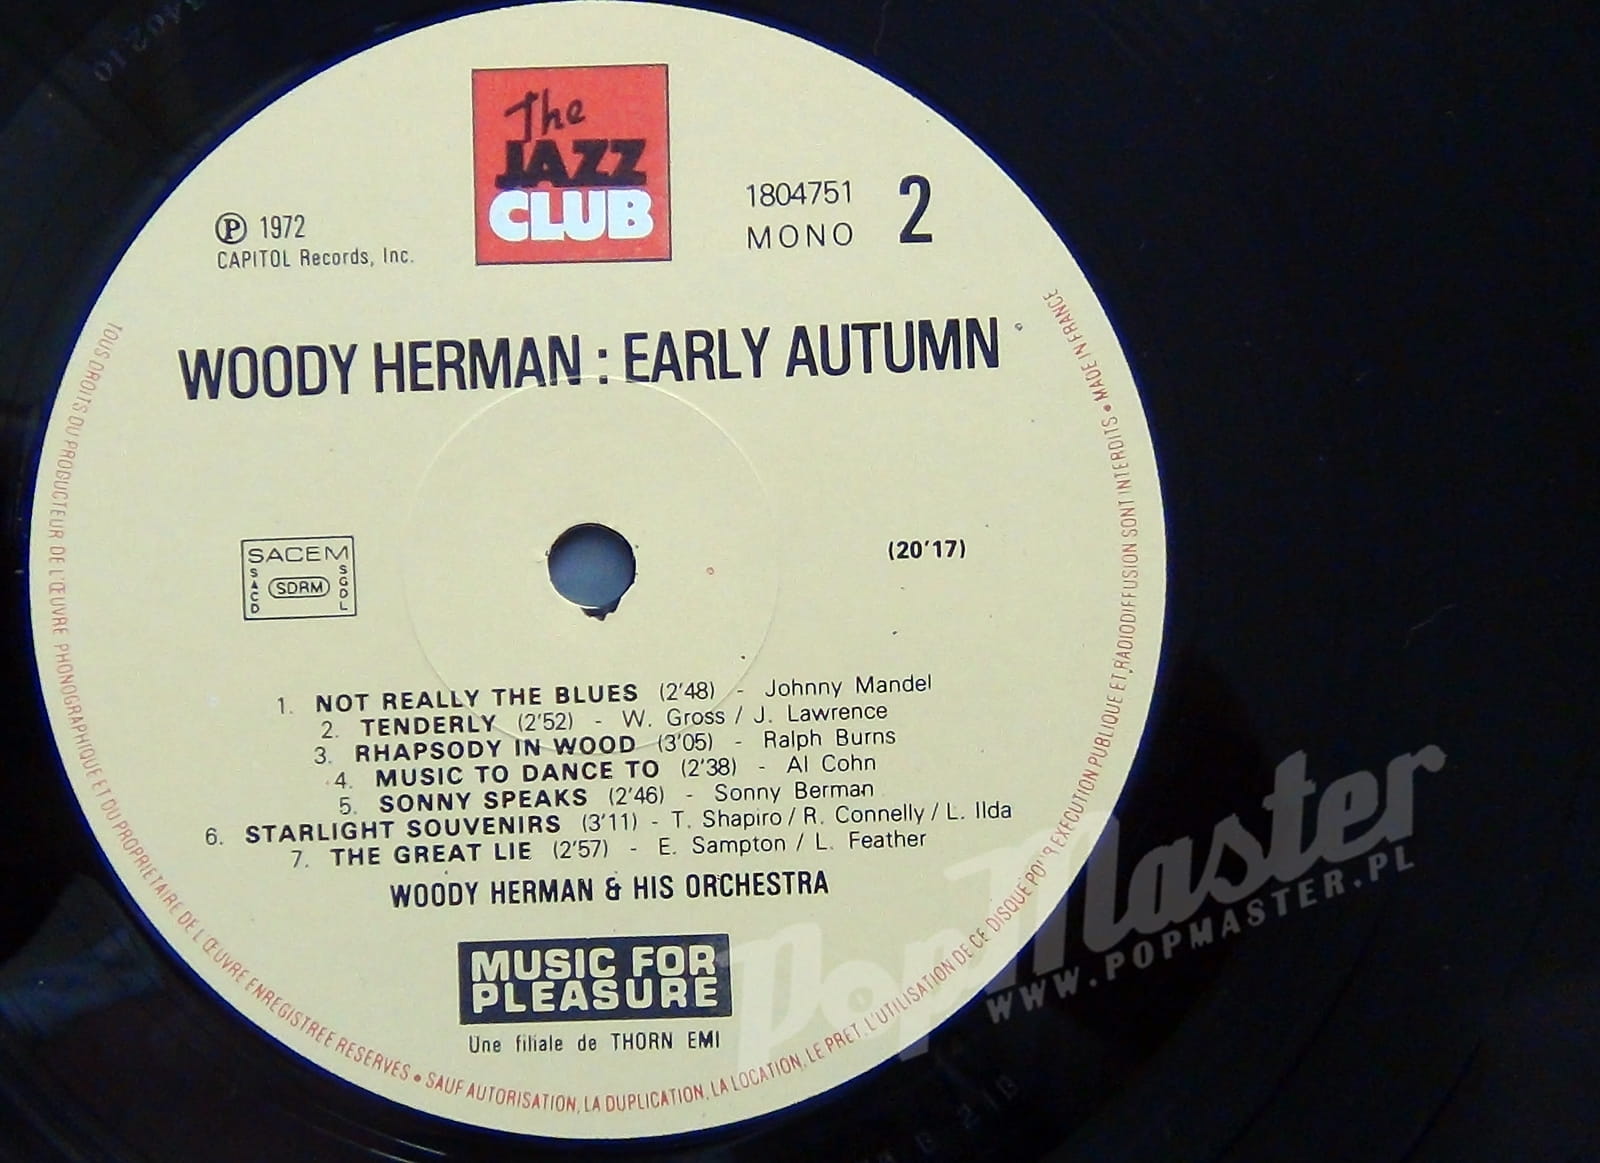 The
JAZZ
CLUB
℗ 1972
CAPITOL Records, Inc.
1804751
MONO
2
WOODY HERMAN : EARLY AUTUMN
SACEM
SACD
SDRM
SGDL
(20'17)
1. NOT REALLY THE BLUES (2'48) - Johnny Mandel
2. TENDERLY (2'52) - W. Gross / J. Lawrence
3. RHAPSODY IN WOOD (3'05) - Ralph Burns
4. MUSIC TO DANCE TO (2'38) - Al Cohn
5. SONNY SPEAKS (2'46) - Sonny Berman
6. STARLIGHT SOUVENIRS (3'11) - T. Shapiro / R. Connelly / L. Ilda
7. THE GREAT LIE (2'57) - E. Sampton / L. Feather
WOODY HERMAN & HIS ORCHESTRA
MUSIC FOR
PLEASURE
Une filiale de THORN EMI
TOUS DROITS DU PRODUCTEUR DE L'ŒUVRE PHONOGRAPHIQUE ET DU PROPRIETAIRE DE L'ŒUVRE ENREGISTREE RESERVES • SAUF AUTORISATION, LA DUPLICATION, LA LOCATION, LE PRET, L'UTILISATION DE CE DISQUE POUR EXECUTION PUBLIQUE ET RADIODIFFUSION SONT INTERDITS • MADE IN FRANCE
PopMaster
WWW.POPMASTER.PL